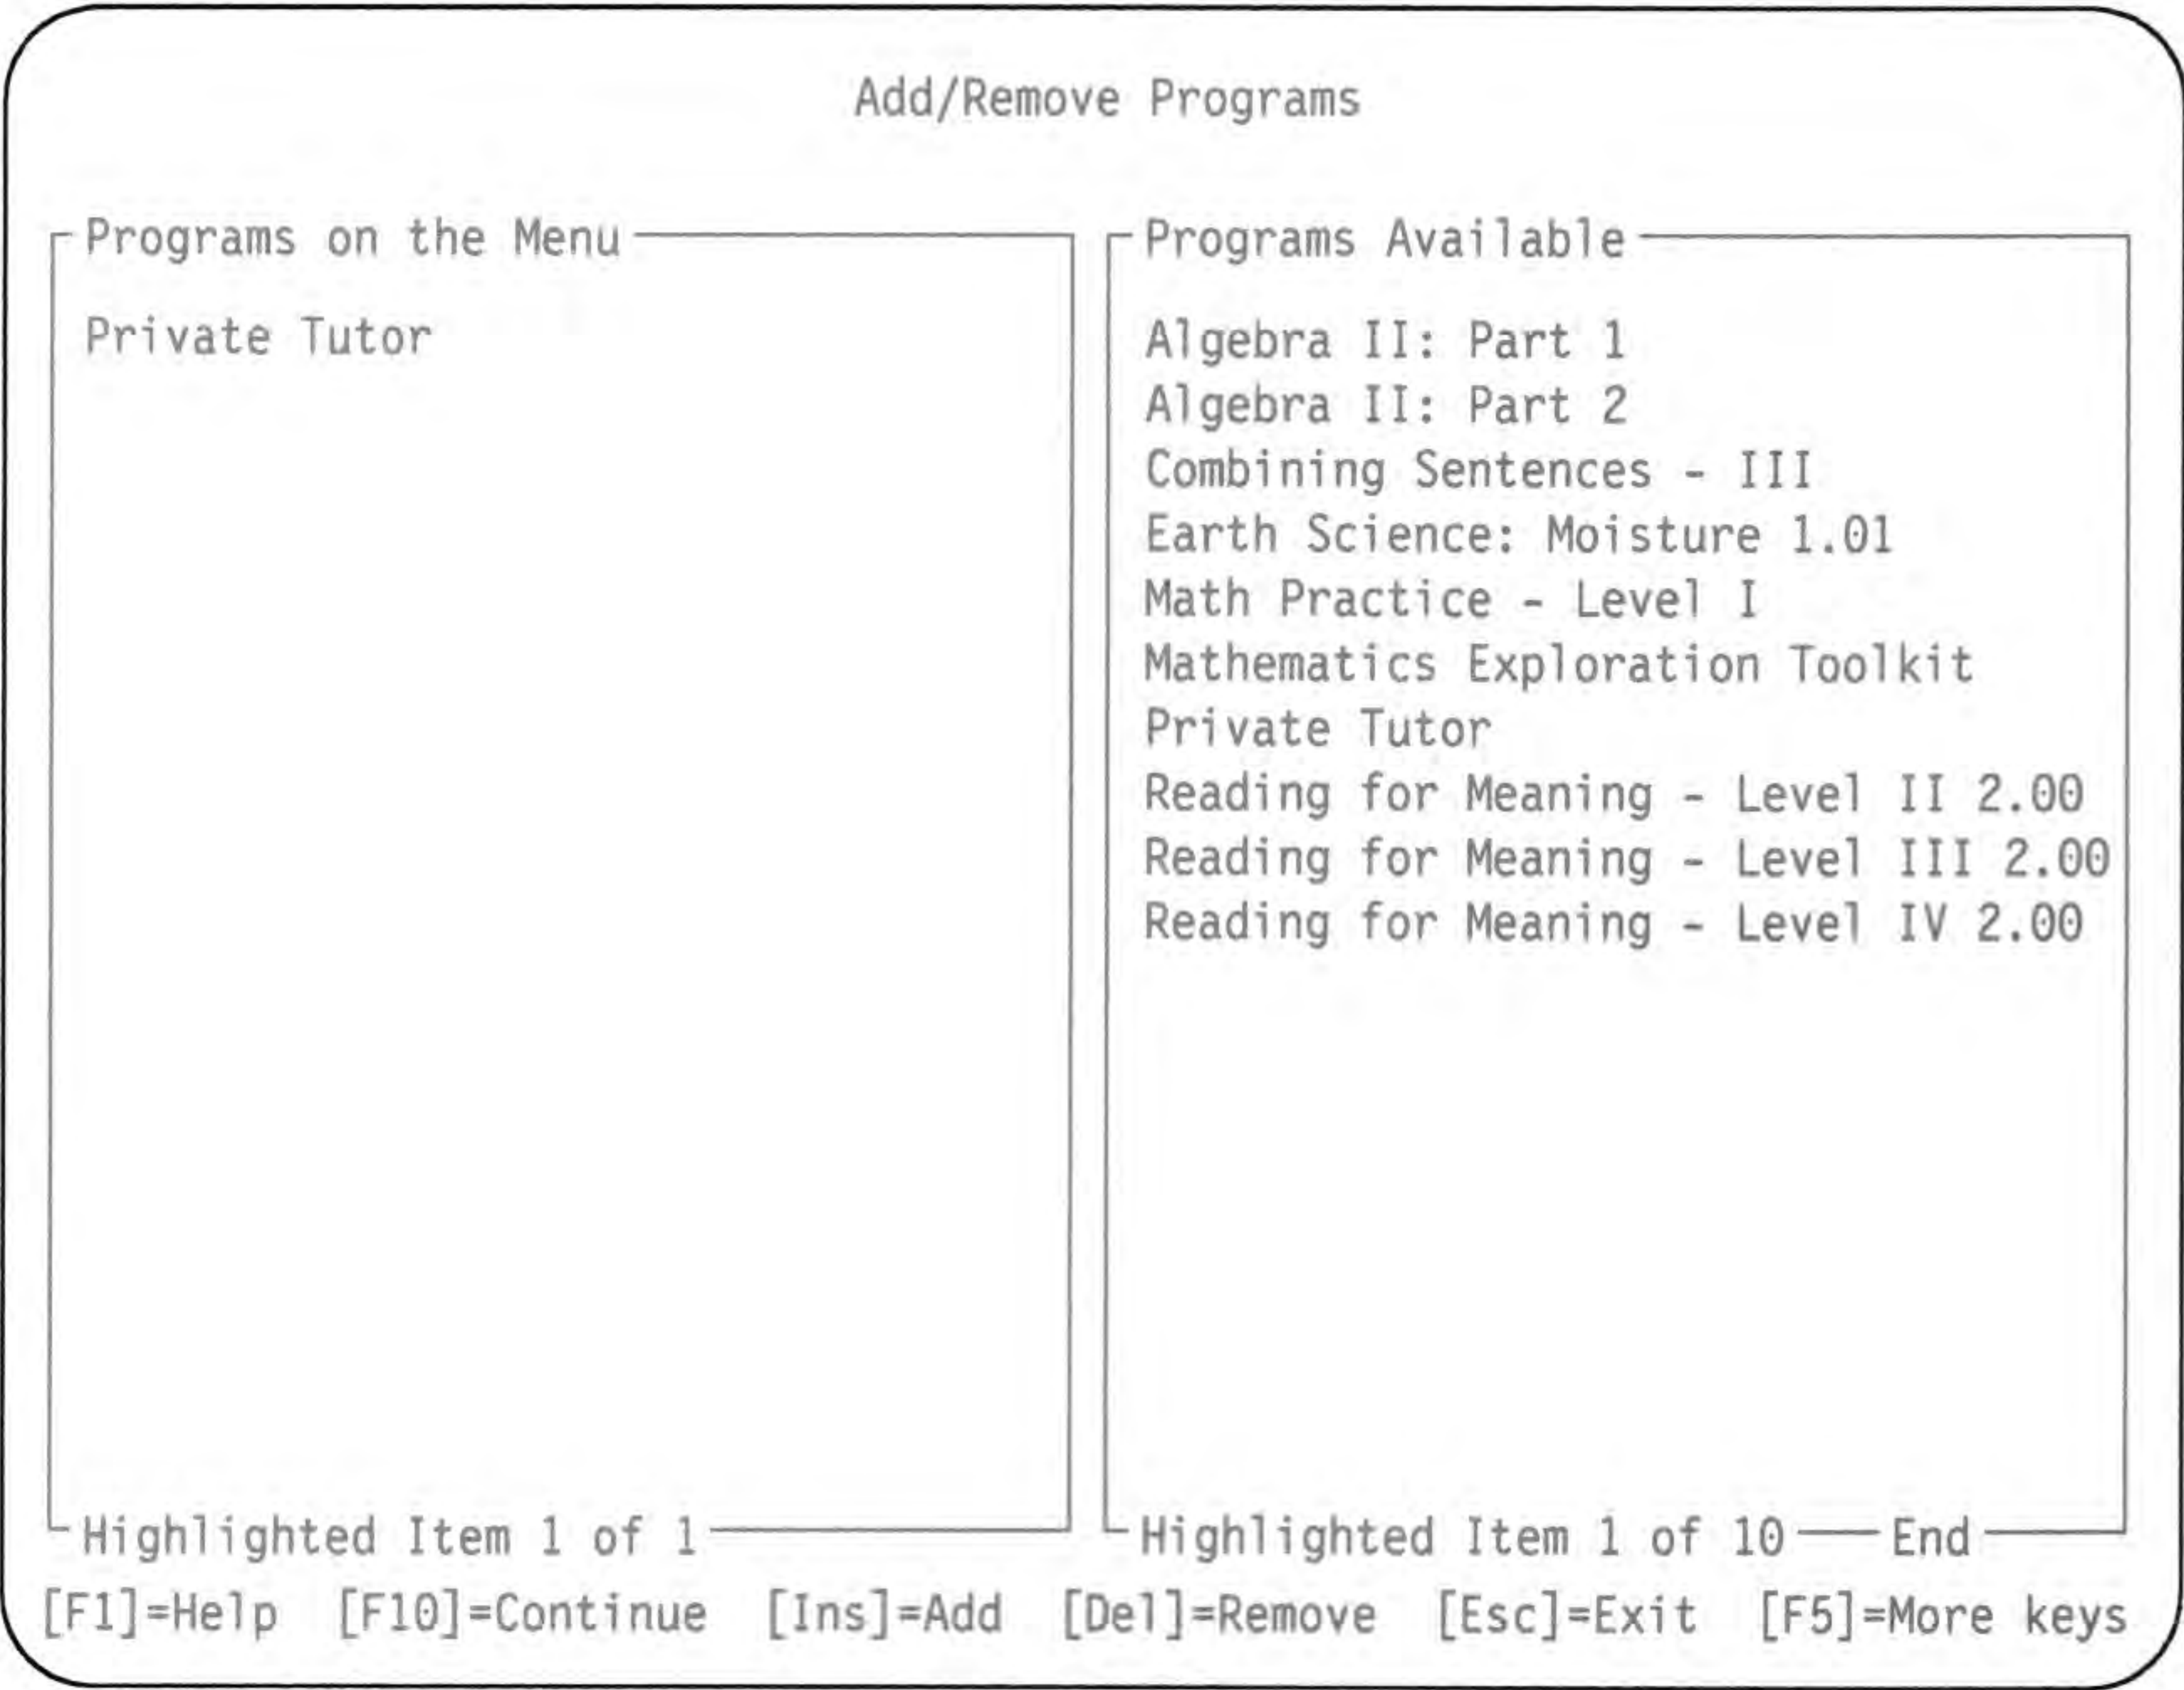 Add/Remove Programs
Programs on the Menu
Private Tutor
Highlighted Item 1 of 1
Programs Available
Algebra II: Part 1
Algebra II: Part 2
Combining Sentences - III
Earth Science: Moisture 1.01
Math Practice - Level I
Mathematics Exploration Toolkit
Private Tutor
Reading for Meaning - Level II 2.00
Reading for Meaning - Level III 2.00
Reading for Meaning - Level IV 2.00
Highlighted Item 1 of 10 End
[F1]=Help [F10]=Continue [Ins]=Add [Del]=Remove [Esc]=Exit [F5]=More keys